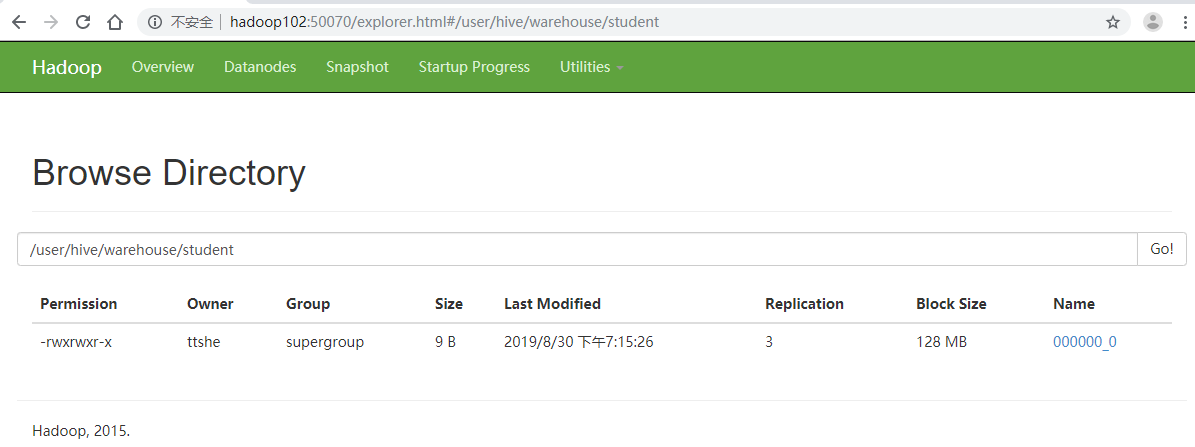 不安全 hadoop102:50070/explorer.html#/user/hive/warehouse/student
Hadoop Overview Datanodes Snapshot Startup Progress Utilities
Browse Directory
/user/hive/warehouse/student Go!
Permission Owner Group Size Last Modified Replication Block Size Name
-rwxrwxr-x ttshe supergroup 9 B 2019/8/30 下午7:15:26 3 128 MB 000000_0
Hadoop, 2015.